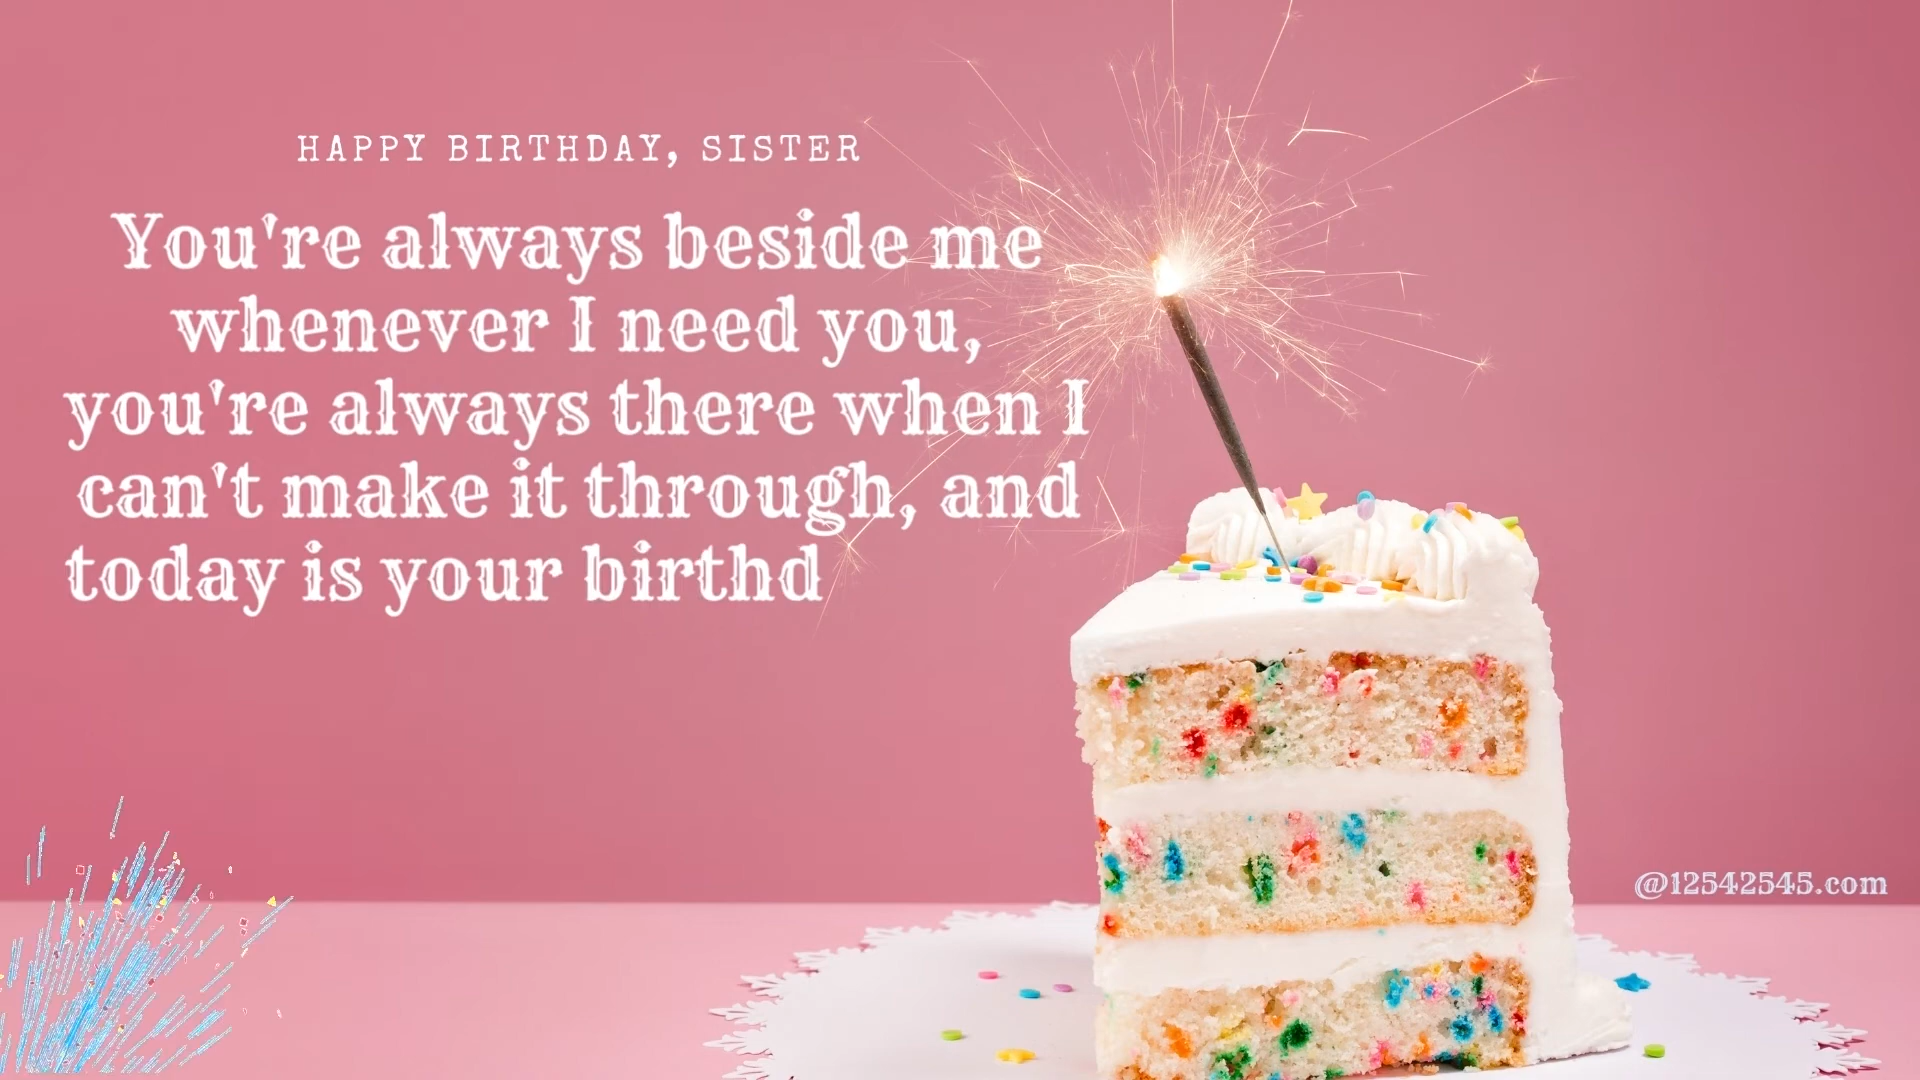 HAPPY BIRTHDAY, SISTER
You're always beside me
whenever I need you,
you're always there when I
can't make it through, and
today is your birthd
@12542545.com